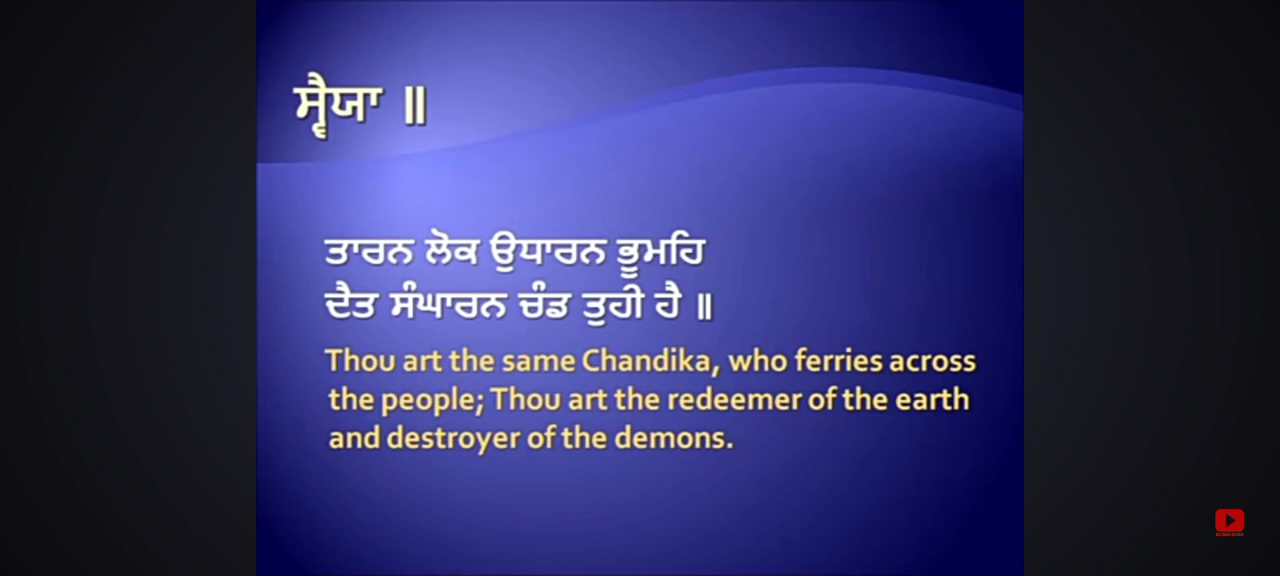 ਸ੍ਵੈਯਾ ॥
ਤਾਰਨ ਲੋਕ ਉਧਾਰਨ ਭੂਮਹਿ
ਦੈਤ ਸੰਘਾਰਨ ਚੰਡ ਤੁਹੀ ਹੈ ॥
Thou art the same Chandika, who ferries across
the people; Thou art the redeemer of the earth
and destroyer of the demons.